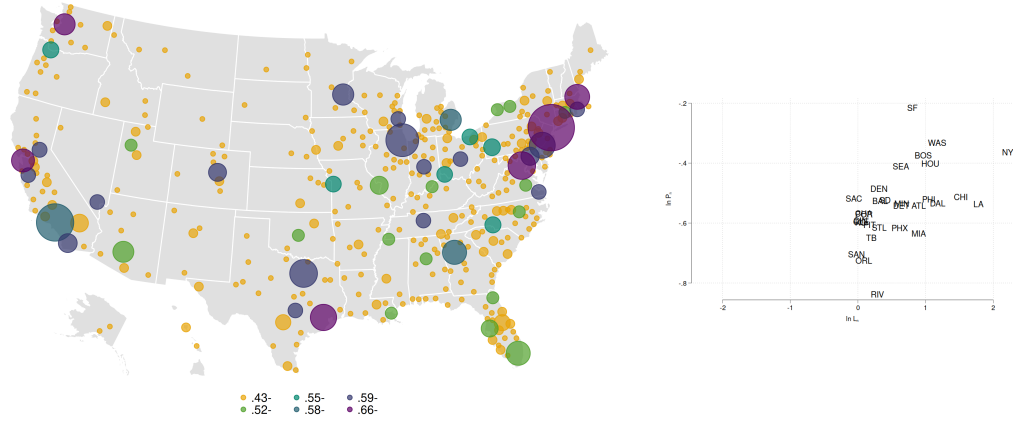 .43-
.55-
.59-
.52-
.58-
.66-
-.2
-.4
-.6
-.8
ln P
-2
-1
0
1
2
ln L
SF
WAS
NY
BOS
HOU
SEA
DEN
SAC
SD
PHI
CHI
LA
MIN
DET
ATL
DAL
STL
PHX
MIA
TB
SAN
ORL
RIV